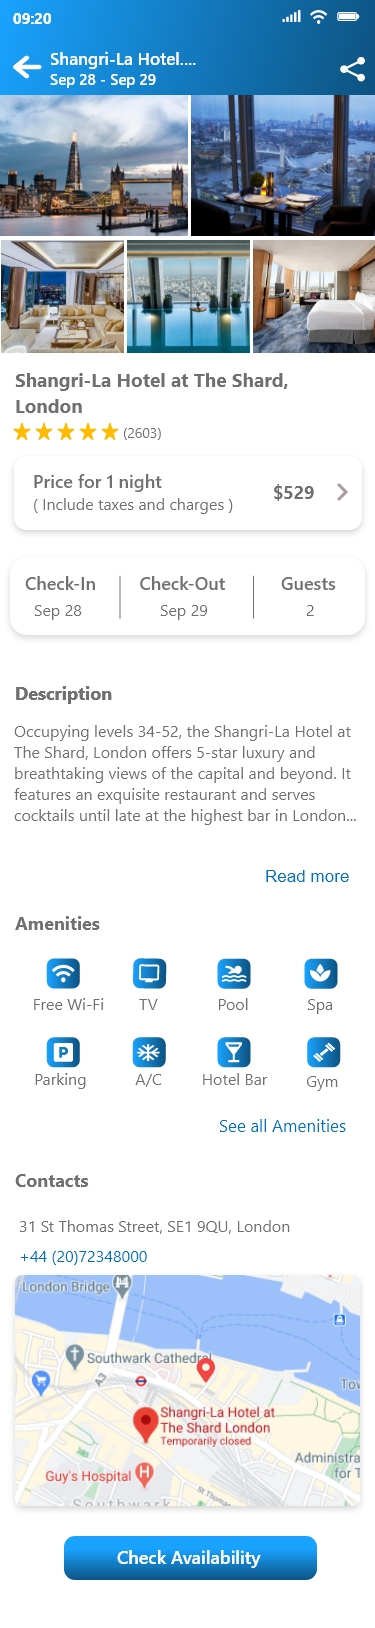 09:20
Shangri-La Hotel....
Sep 28 - Sep 29
Shangri-La Hotel at The Shard,
London
(2603)
Price for 1 night
( Include taxes and charges )
$529
Check-In
Check-Out
Guests
Sep 28
Sep 29
2
Description
Occupying levels 34-52, the Shangri-La Hotel at
The Shard, London offers 5-star luxury and
breathtaking views of the capital and beyond. It
features an exquisite restaurant and serves
cocktails until late at the highest bar in London...
Read more
Amenities
Free Wi-Fi
TV
Pool
Spa
P
Parking
A/C
Hotel Bar
Gym
See all Amenities
Contacts
31 St Thomas Street, SE1 9QU, London
+44 (20)72348000
London Bridge
Southwark Cathedral
A3
Tow
Shangri-La Hotel at
The Shard London
Temporarily closed
Administra
for T
Guy's Hospital
H
St Thomas
Southwark
Check Availability